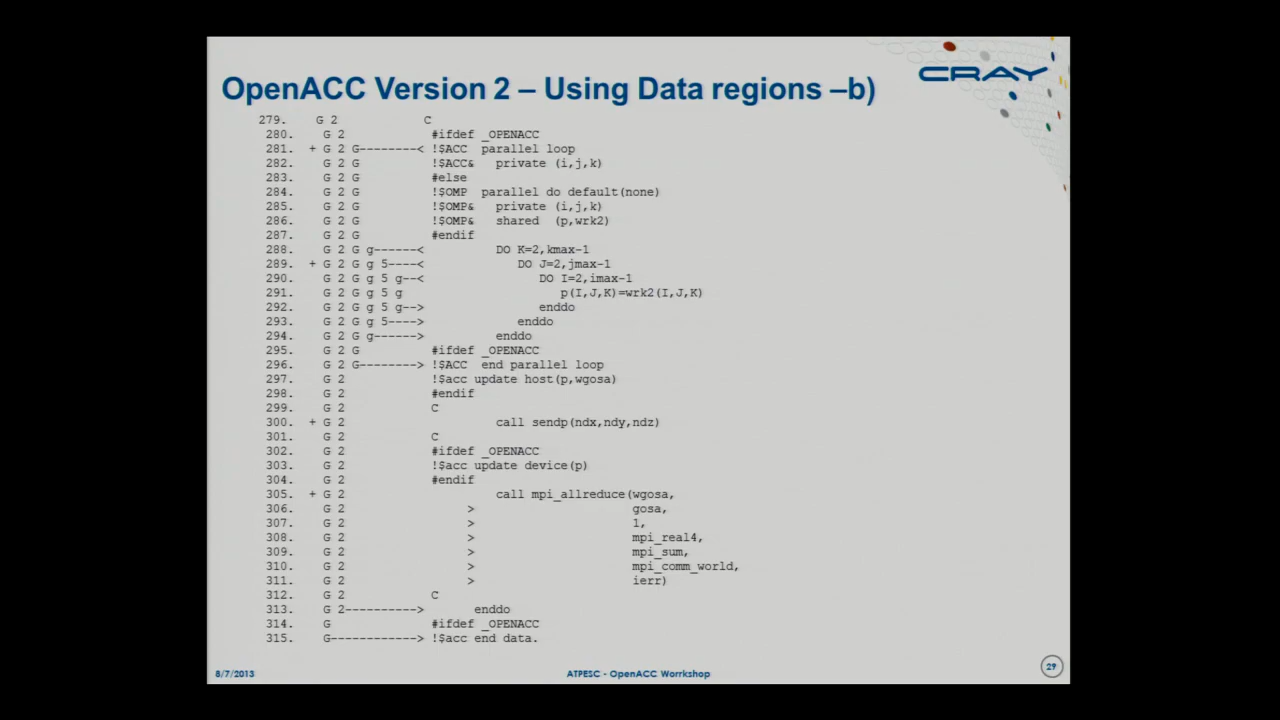 CRAY
OpenACC Version 2 – Using Data regions –b)
279. G 2 C
280. G 2 #ifdef _OPENACC
281. + G 2 G--------< !$ACC parallel loop
282. G 2 G !$ACC& private (i,j,k)
283. G 2 G #else
284. G 2 G !$OMP parallel do default(none)
285. G 2 G !$OMP& private (i,j,k)
286. G 2 G !$OMP& shared (p,wrk2)
287. G 2 G #endif
288. G 2 G g------< DO K=2,kmax-1
289. + G 2 G g 5----< DO J=2,jmax-1
290. G 2 G g 5 g--< DO I=2,imax-1
291. G 2 G g 5 g p(I,J,K)=wrk2(I,J,K)
292. G 2 G g 5 g--> enddo
293. G 2 G g 5----> enddo
294. G 2 G g------> enddo
295. G 2 G #ifdef _OPENACC
296. G 2 G--------> !$ACC end parallel loop
297. G 2 !$acc update host(p,wgosa)
298. G 2 #endif
299. G 2 C
300. + G 2 call sendp(ndx,ndy,ndz)
301. G 2 C
302. G 2 #ifdef _OPENACC
303. G 2 !$acc update device(p)
304. G 2 #endif
305. + G 2 call mpi_allreduce(wgosa,
306. G 2 > gosa,
307. G 2 > 1,
308. G 2 > mpi_real4,
309. G 2 > mpi_sum,
310. G 2 > mpi_comm_world,
311. G 2 > ierr)
312. G 2 C
313. G 2----------> enddo
314. G #ifdef _OPENACC
315. G------------> !$acc end data.
8/7/2013
ATPESC - OpenACC Worrkshop
29